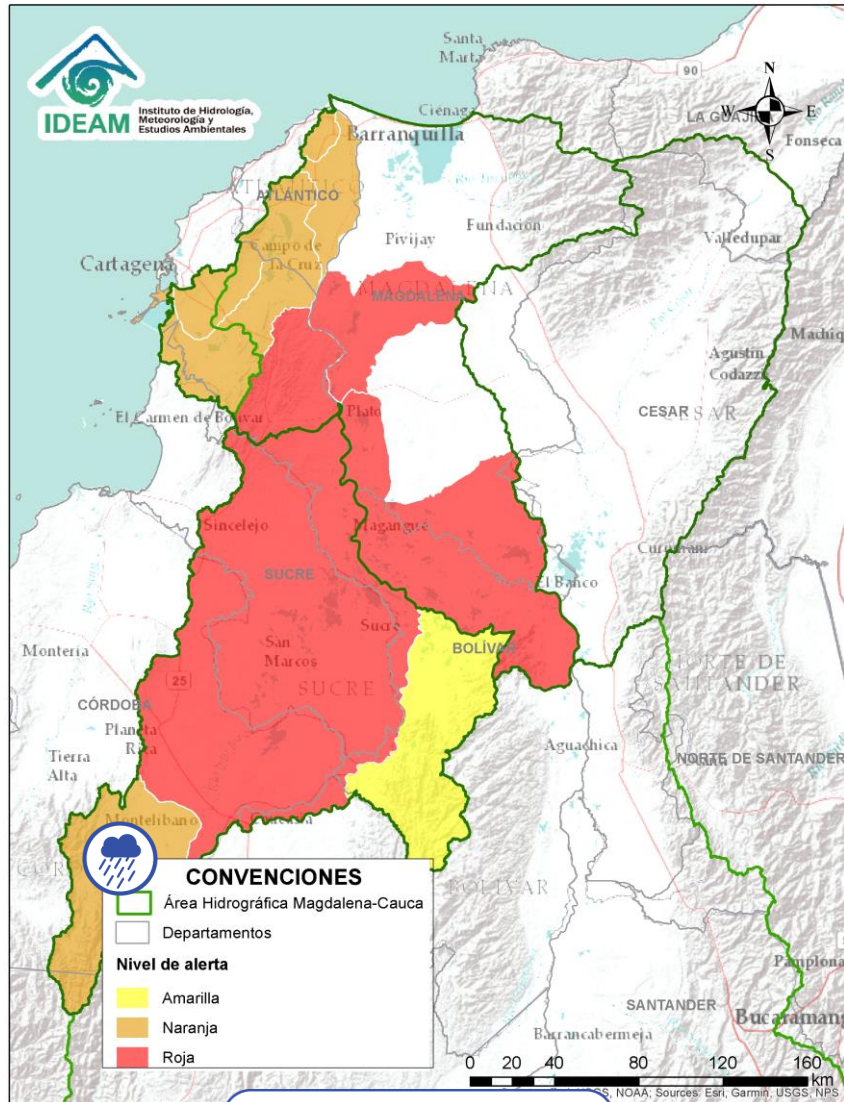 Santa
Marta
90
N
W E
S
IDEAM
Instituto de Hidrología,
Meteorología y
Estudios Ambientales
Ciénaga
LA GUAJIRA
Barranquilla
Fonseca
ATLÁNTICO
Fundación
Pivijay
Valledupar
Campo de
la Cruz
Cartagena
MAGDALENA
MAGDALENA
Agustín
Codazzi
CESAR
CESAR
El Carmen de Bolívar
Plato
Sincelejo
Magangué
Curumaní
SUCRE
El Banco
Sucre
Montería
San
Marcos
BOLÍVAR
25
SUCRE
NORTE DE
SANTANDER
CÓRDOBA
Planeta
Rica
Tierra
Alta
Aguachica
NORTE DE SANTANDER
Montelíbano
CONVENCIONES
Área Hidrográfica Magdalena-Cauca
Departamentos
Nivel de alerta
Amarilla
Naranja
Roja
BOLÍVAR
Pamplona
SANTANDER
Bucaramang
Barrancabermeja
0 20 40 80 120 160
km
NOAA; Sources: Esri, Garmin, USGS, NPS